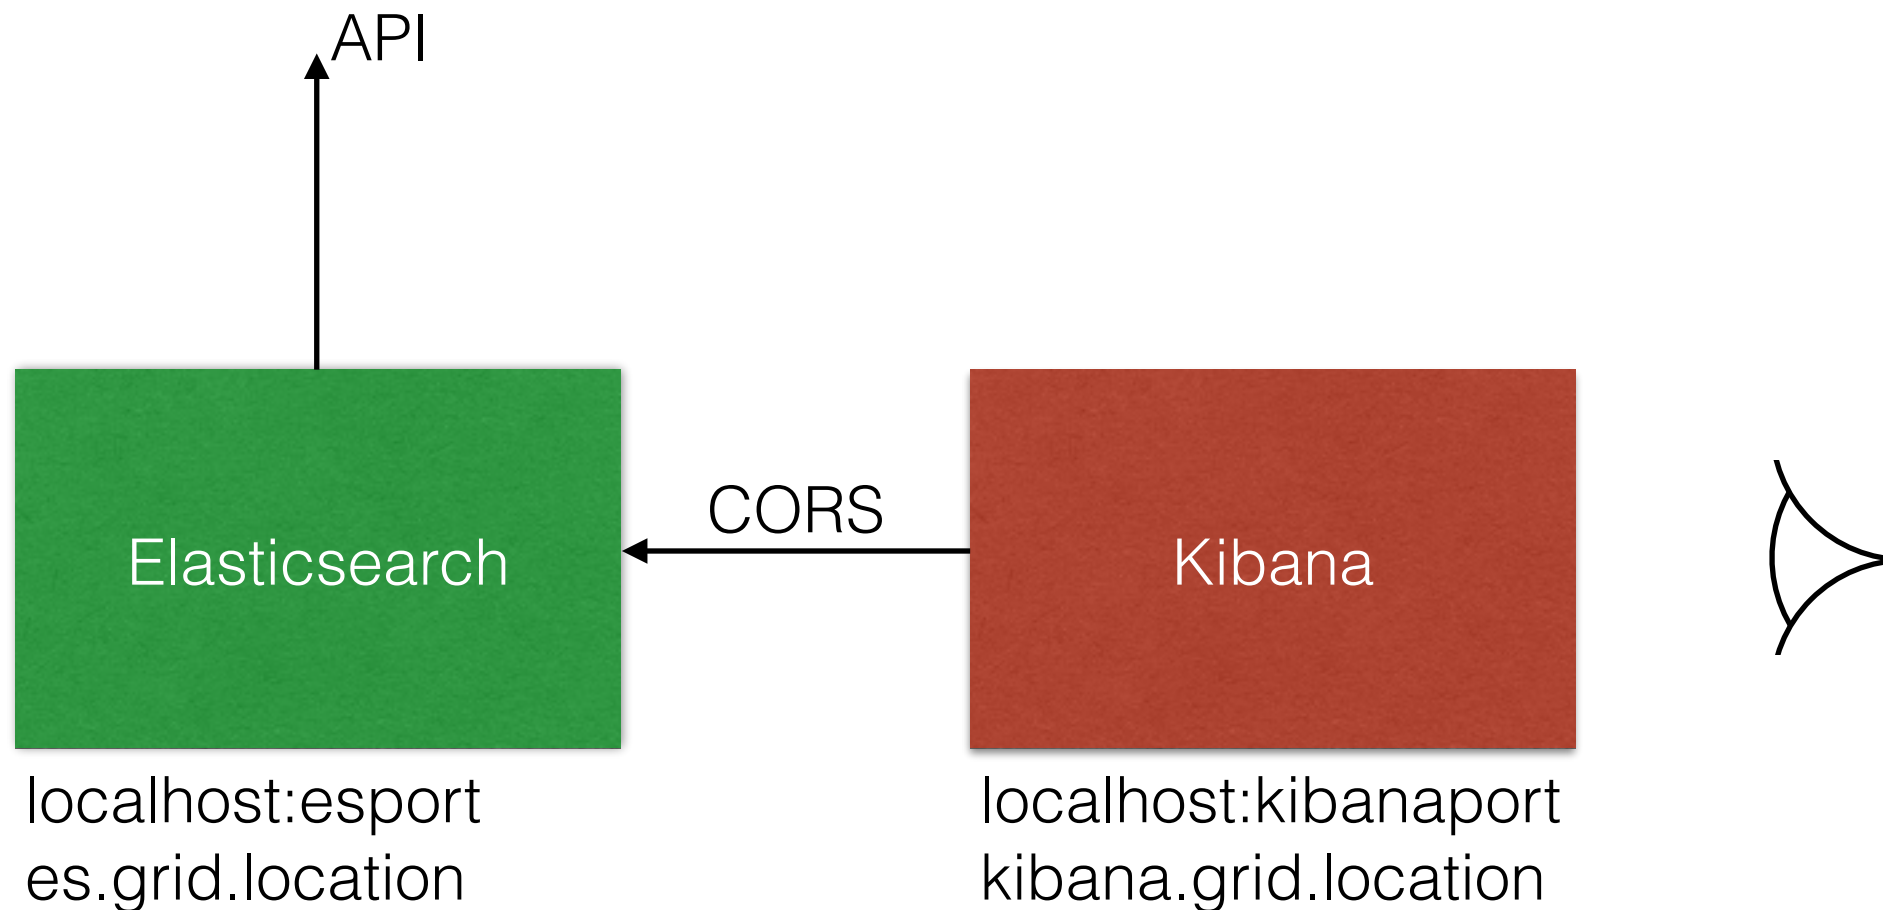 API
CORS
Elasticsearch
Kibana
localhost:esport
es.grid.location
localhost:kibanaport
kibana.grid.location